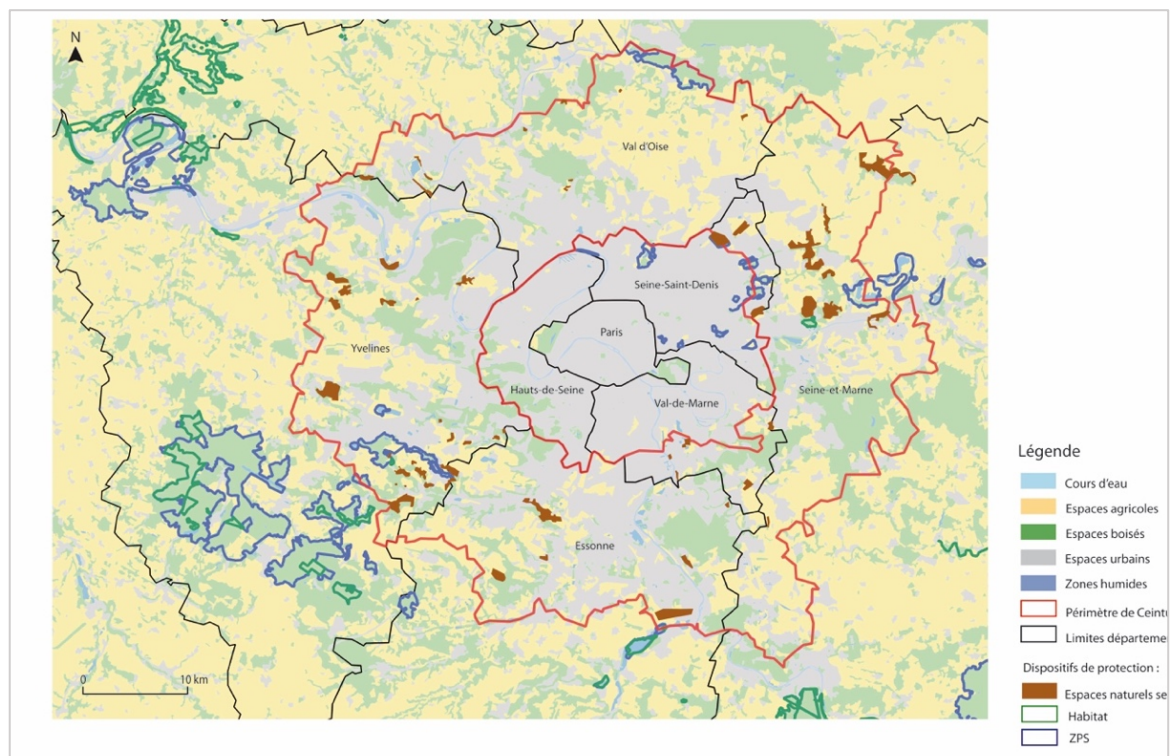 N
Val d'Oise
Seine-Saint-Denis
Paris
Yvelines
Hauts-de-Seine
Val-de-Marne
Seine-et-Marne
Essonne
0 10 km
Légende
Cours d'eau
Espaces agricoles
Espaces boisés
Espaces urbains
Zones humides
Périmètre de Ceint
Limites départeme
Dispositifs de protection :
Espaces naturels se
Habitat
ZPS